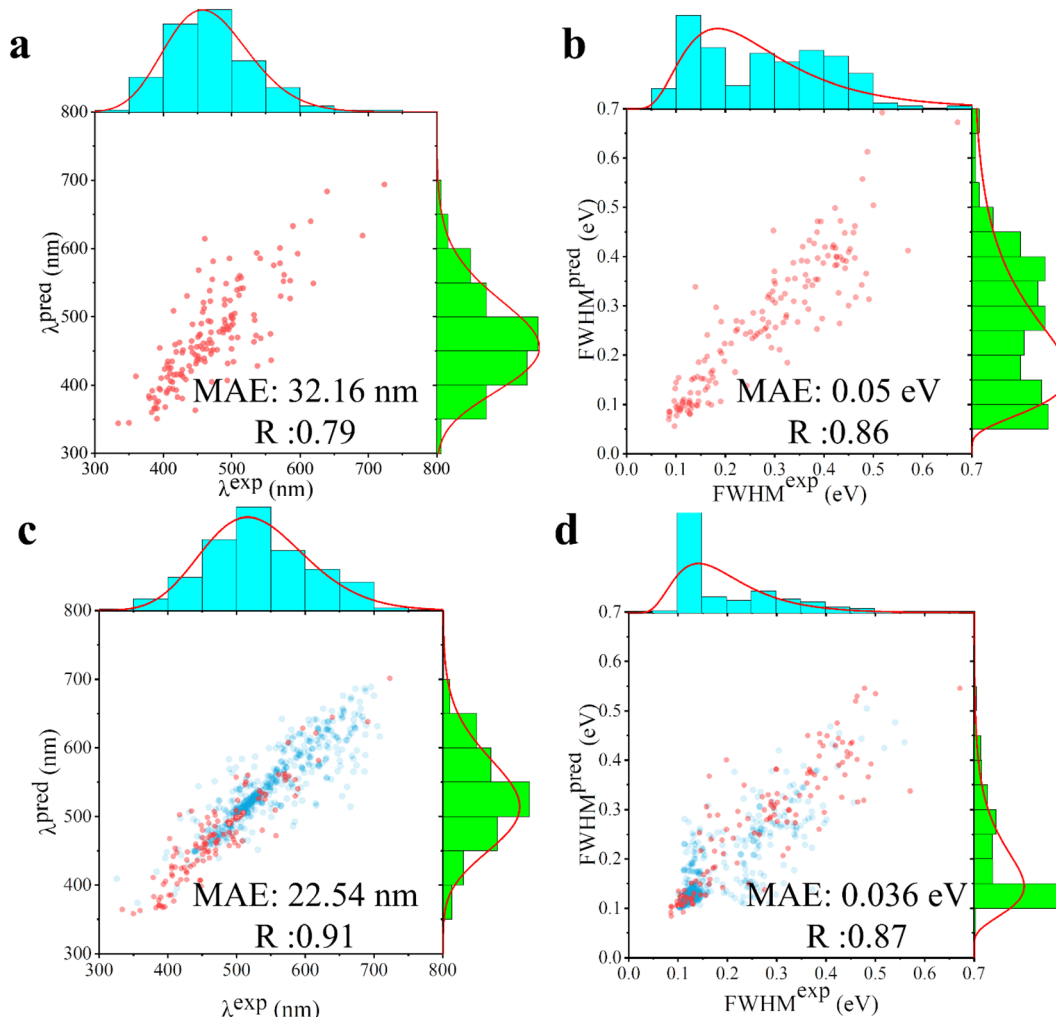 a
800
700
600
500
400
300
λpred (nm)
MAE: 32.16 nm
R :0.79
300 400 500 600 700 800
λexp (nm)
b
0.7
0.6
0.5
0.4
0.3
0.2
0.1
0.0
FWHMpred (eV)
MAE: 0.05 eV
R :0.86
0.0 0.1 0.2 0.3 0.4 0.5 0.6 0.7
FWHMexp (eV)
c
800
700
600
500
400
300
λpred (nm)
MAE: 22.54 nm
R :0.91
300 400 500 600 700 800
λexp (nm)
d
0.7
0.6
0.5
0.4
0.3
0.2
0.1
0.0
FWHMpred (eV)
MAE: 0.036 eV
R :0.87
0.0 0.1 0.2 0.3 0.4 0.5 0.6 0.7
FWHMexp (eV)